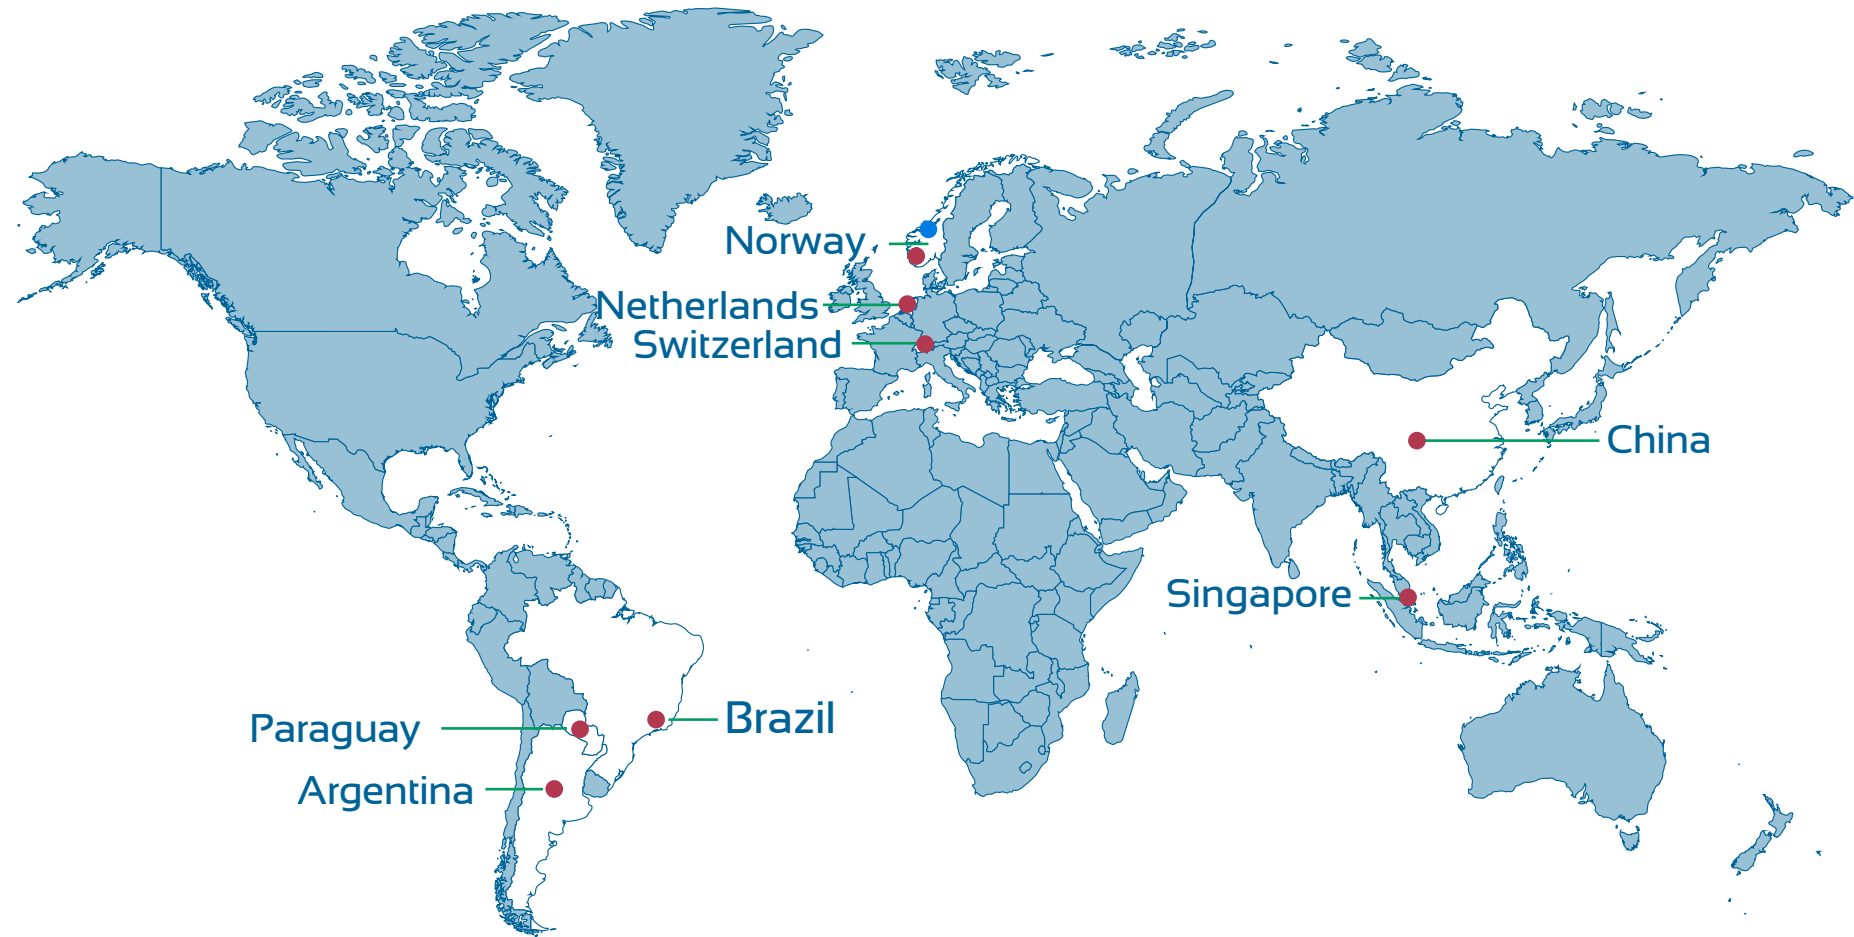 Norway
Netherlands
Switzerland
China
Singapore
Brazil
Paraguay
Argentina